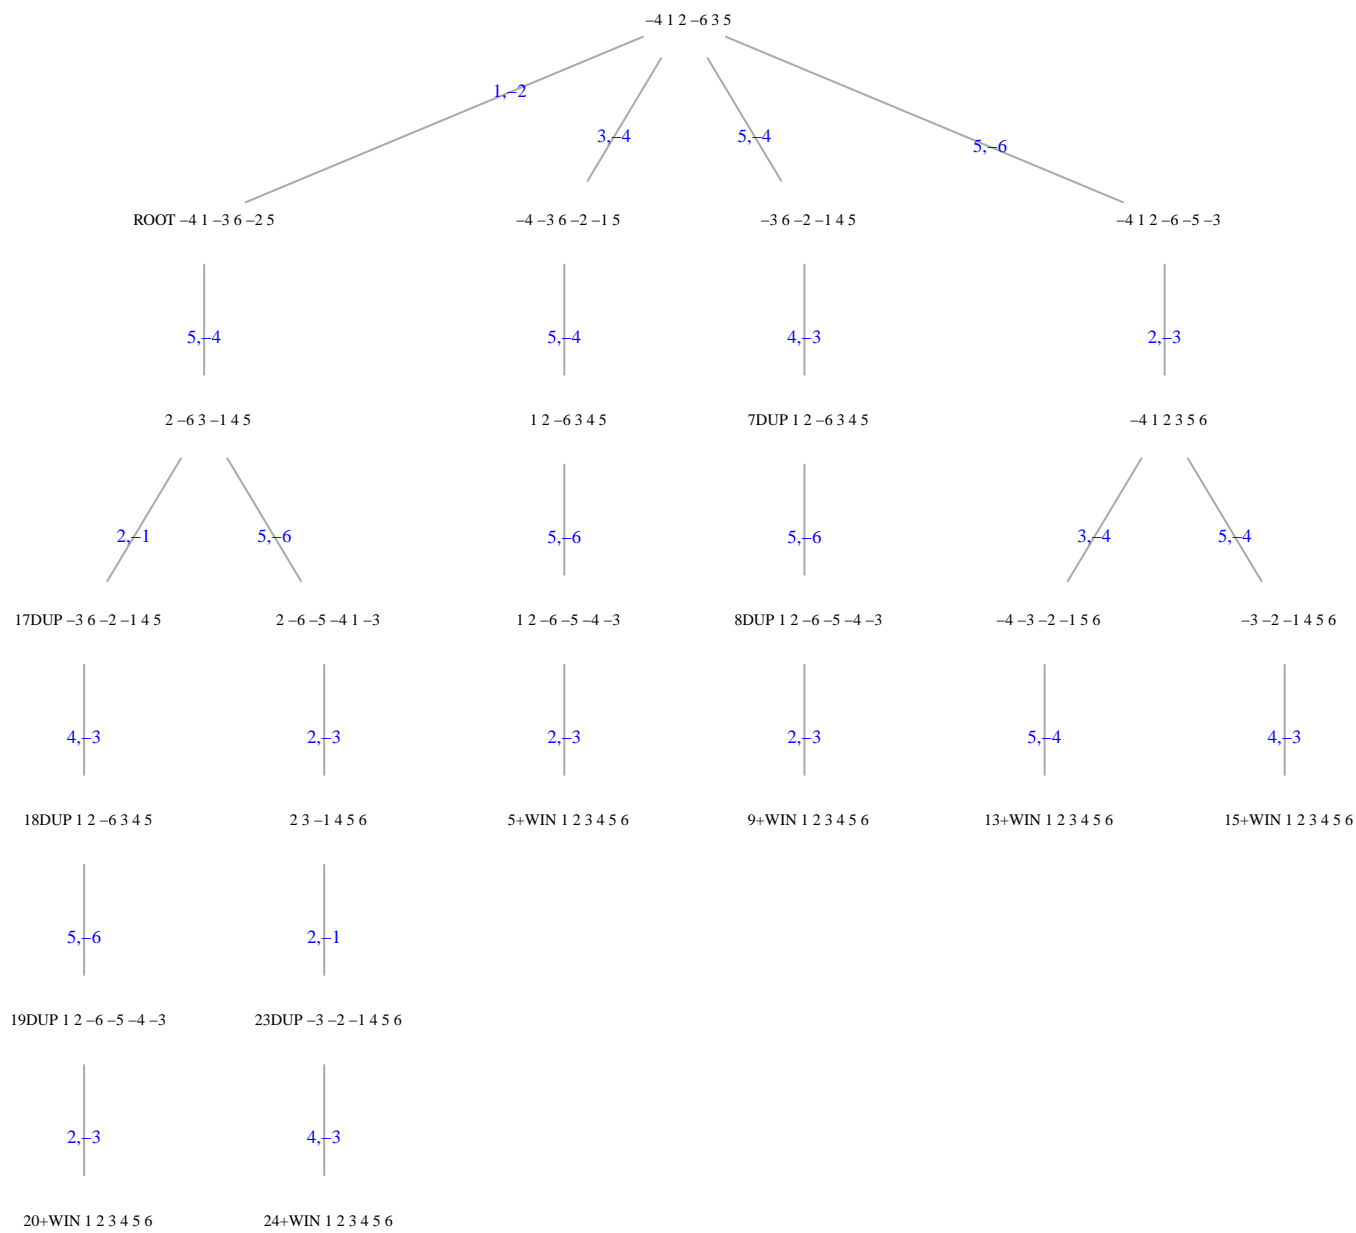 –4 1 2 –6 3 5
1,–2
3,–4
5,–4
5,–6
ROOT –4 1 –3 6 –2 5
–4 –3 6 –2 –1 5
–3 6 –2 –1 4 5
–4 1 2 –6 –5 –3
5,–4
5,–4
4,–3
2,–3
2 –6 3 –1 4 5
1 2 –6 3 4 5
7DUP 1 2 –6 3 4 5
–4 1 2 3 5 6
2,–1
5,–6
5,–6
5,–6
3,–4
5,–4
17DUP –3 6 –2 –1 4 5
2 –6 –5 –4 1 –3
1 2 –6 –5 –4 –3
8DUP 1 2 –6 –5 –4 –3
–4 –3 –2 –1 5 6
–3 –2 –1 4 5 6
4,–3
2,–3
2,–3
2,–3
5,–4
4,–3
18DUP 1 2 –6 3 4 5
2 3 –1 4 5 6
5+WIN 1 2 3 4 5 6
9+WIN 1 2 3 4 5 6
13+WIN 1 2 3 4 5 6
15+WIN 1 2 3 4 5 6
5,–6
2,–1
19DUP 1 2 –6 –5 –4 –3
23DUP –3 –2 –1 4 5 6
2,–3
4,–3
20+WIN 1 2 3 4 5 6
24+WIN 1 2 3 4 5 6